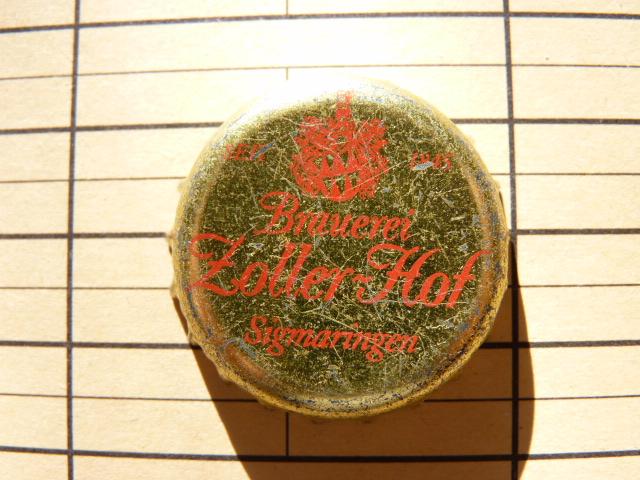 SEIT 1845
Brauerei
Zoller-Hof
Sigmaringen